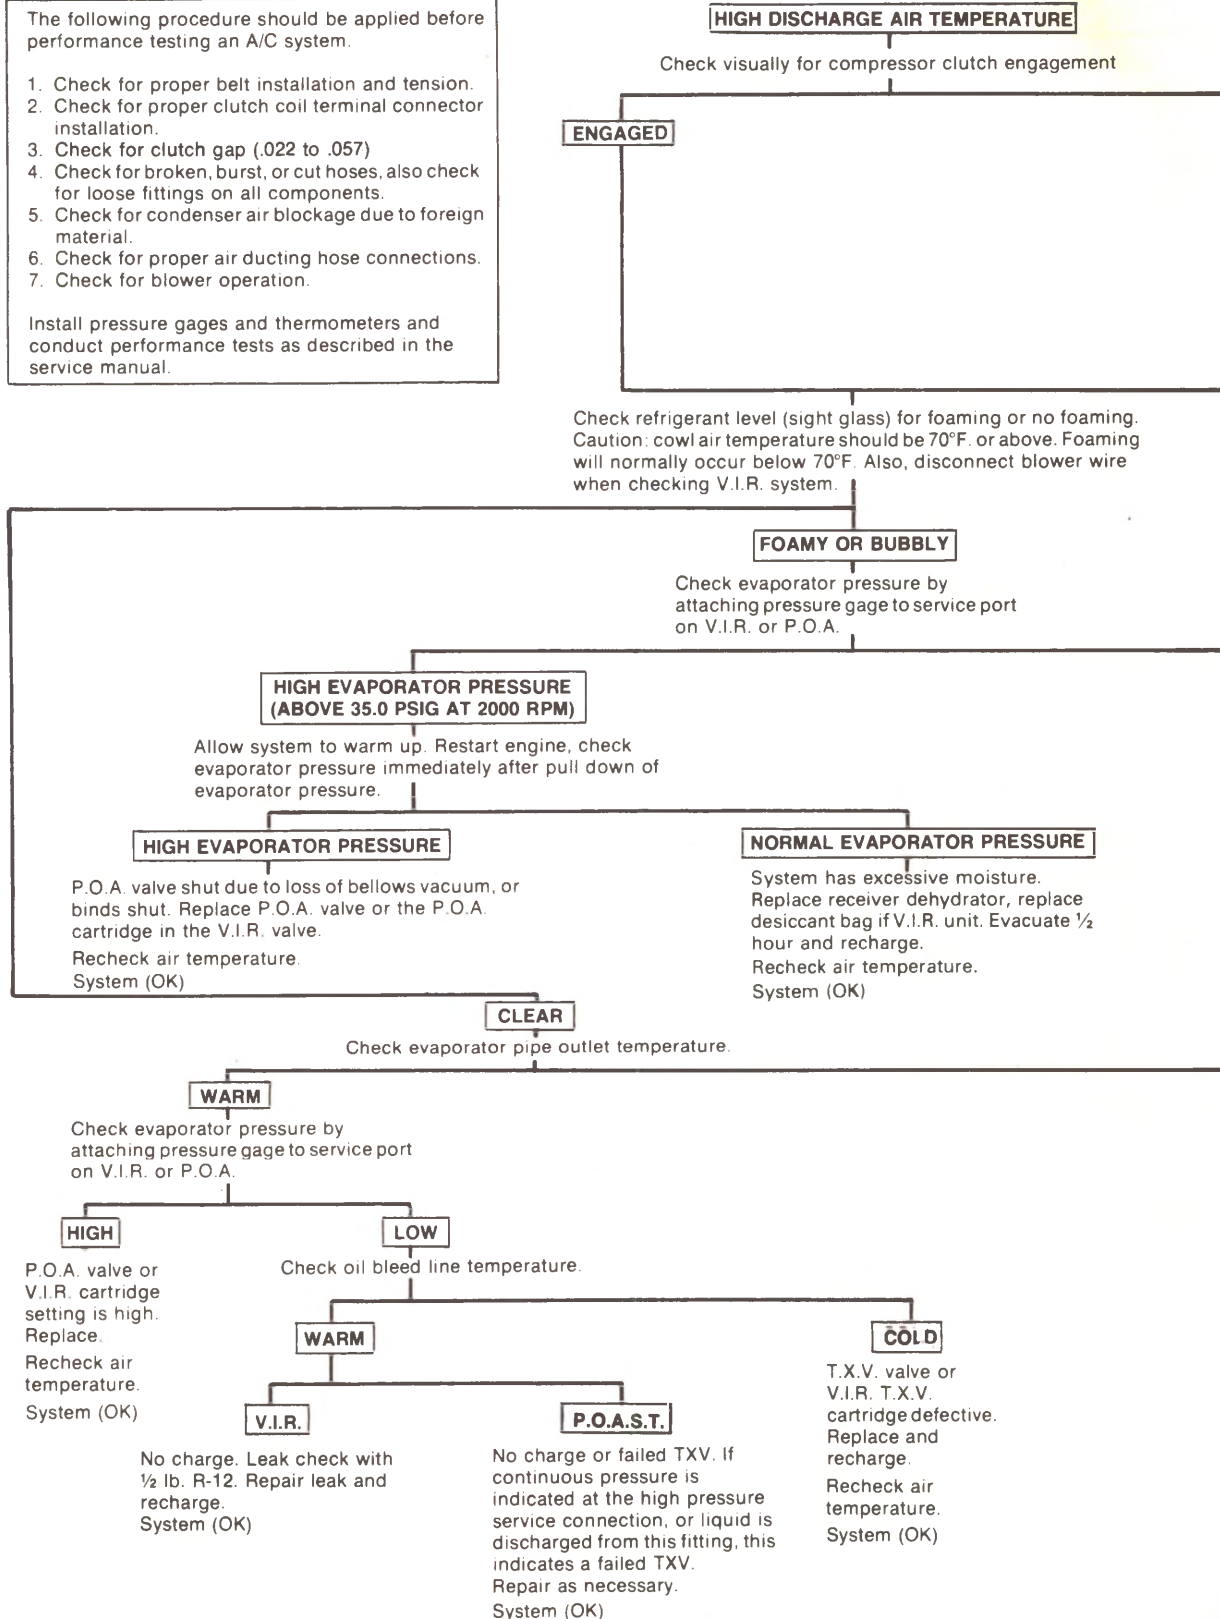 The following procedure should be applied before
performance testing an A/C system.
1. Check for proper belt installation and tension.
2. Check for proper clutch coil terminal connector
installation.
3. Check for clutch gap (.022 to .057)
4. Check for broken, burst, or cut hoses, also check
for loose fittings on all components.
5. Check for condenser air blockage due to foreign
material.
6. Check for proper air ducting hose connections.
7. Check for blower operation.
Install pressure gages and thermometers and
conduct performance tests as described in the
service manual.
HIGH DISCHARGE AIR TEMPERATURE
Check visually for compressor clutch engagement
ENGAGED
Check refrigerant level (sight glass) for foaming or no foaming.
Caution: cowl air temperature should be 70°F. or above. Foaming
will normally occur below 70°F. Also, disconnect blower wire
when checking V.I.R. system.
FOAMY OR BUBBLY
Check evaporator pressure by
attaching pressure gage to service port
on V.I.R. or P.O.A.
HIGH EVAPORATOR PRESSURE
(ABOVE 35.0 PSIG AT 2000 RPM)
Allow system to warm up. Restart engine, check
evaporator pressure immediately after pull down of
evaporator pressure.
HIGH EVAPORATOR PRESSURE
P.O.A. valve shut due to loss of bellows vacuum, or
binds shut. Replace P.O.A. valve or the P.O.A.
cartridge in the V.I.R. valve.
Recheck air temperature.
System (OK)
NORMAL EVAPORATOR PRESSURE
System has excessive moisture.
Replace receiver dehydrator, replace
desiccant bag if V.I.R. unit. Evacuate ½
hour and recharge.
Recheck air temperature.
System (OK)
CLEAR
Check evaporator pipe outlet temperature.
WARM
Check evaporator pressure by
attaching pressure gage to service port
on V.I.R. or P.O.A.
HIGH
P.O.A. valve or
V.I.R. cartridge
setting is high.
Replace.
Recheck air
temperature.
System (OK)
LOW
Check oil bleed line temperature.
WARM
V.I.R.
No charge. Leak check with
½ lb. R-12. Repair leak and
recharge.
System (OK)
P.O.A.S.T.
No charge or failed TXV. If
continuous pressure is
indicated at the high pressure
service connection, or liquid is
discharged from this fitting, this
indicates a failed TXV.
Repair as necessary.
System (OK)
COLD
T.X.V. valve or
V.I.R. T.X.V.
cartridge defective.
Replace and
recharge.
Recheck air
temperature.
System (OK)